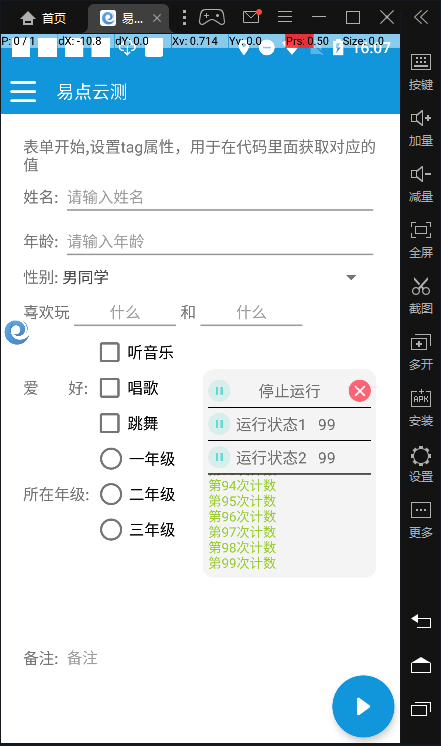 首页 易...
P: 0 / 1 dX: -10.8 dY: 0.0 Xv: 0.714 Yv: 0.0 Prs: 0.50 Size: 0.0
16:07
易点云测
表单开始,设置tag属性，用于在代码里面获取对应的
值
姓名: 请输入姓名
年龄: 请输入年龄
性别: 男同学
喜欢玩 什么 和 什么
爱 好:
听音乐
唱歌
跳舞
所在年级:
一年级
二年级
三年级
停止运行
运行状态1 99
运行状态2 99
第94次计数
第95次计数
第96次计数
第97次计数
第98次计数
第99次计数
备注: 备注
按键
加量
减量
全屏
截图
多开
APK
安装
设置
更多